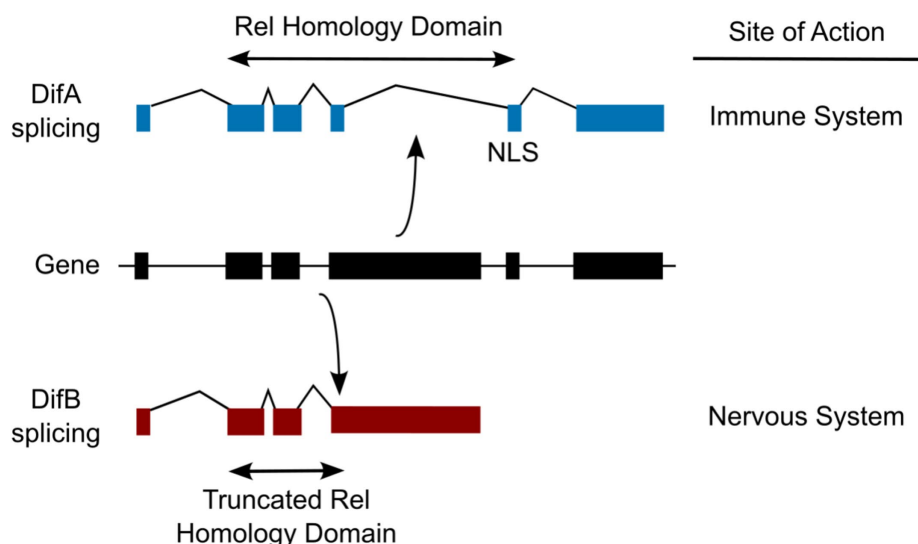 Rel Homology Domain
Site of Action
DifA
splicing
NLS
Immune System
Gene
DifB
splicing
Nervous System
Truncated Rel
Homology Domain